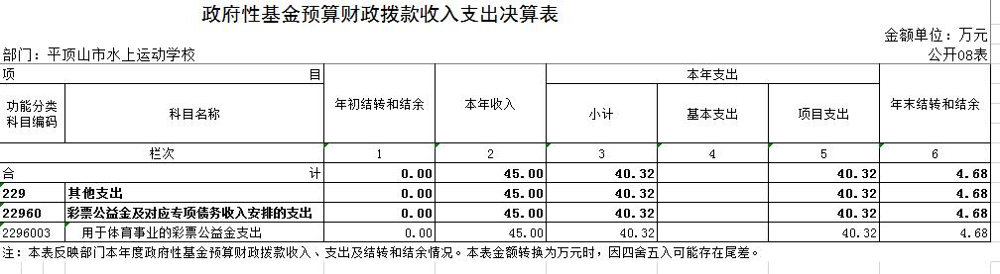 政府性基金预算财政拨款收入支出决算表
金额单位：万元
部门：平顶山市水上运动学校 公开08表
项 目 年初结转和结余 本年收入 本年支出 年末结转和结余
功能分类科目编码 科目名称 小计 基本支出 项目支出
栏次 1 2 3 4 5 6
合 计 0.00 45.00 40.32 40.32 4.68
229 其他支出 0.00 45.00 40.32 40.32 4.68
22960 彩票公益金及对应专项债务收入安排的支出 0.00 45.00 40.32 40.32 4.68
2296003 用于体育事业的彩票公益金支出 0.00 45.00 40.32 40.32 4.68
注：本表反映部门本年度政府性基金预算财政拨款收入、支出及结转和结余情况。本表金额转换为万元时，因四舍五入可能存在尾差。